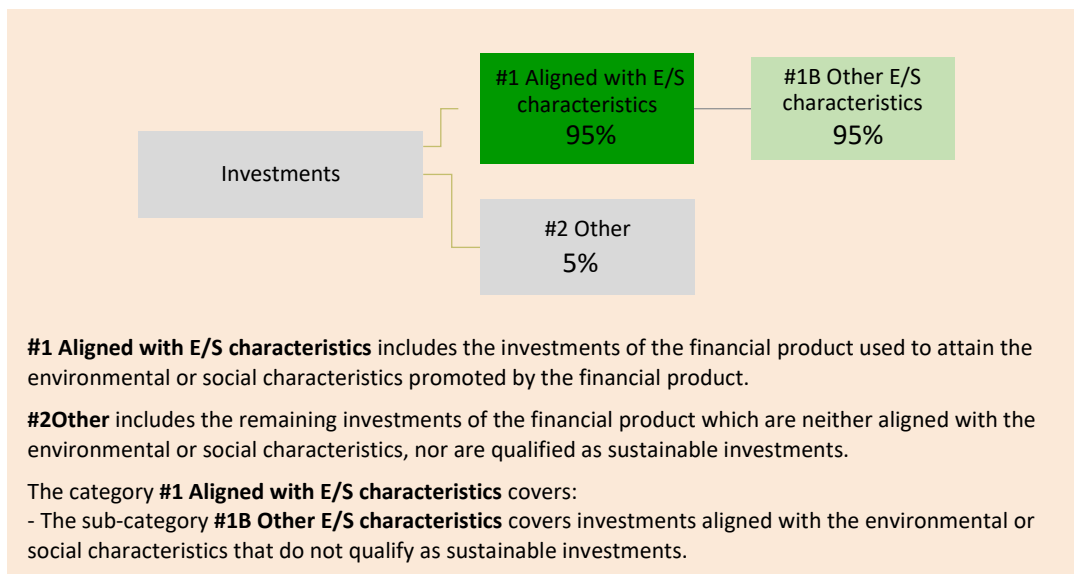 #1 Aligned with E/S
characteristics
95%
#1B Other E/S
characteristics
95%
Investments
#2 Other
5%
#1 Aligned with E/S characteristics includes the investments of the financial product used to attain the
environmental or social characteristics promoted by the financial product.
#2Other includes the remaining investments of the financial product which are neither aligned with the
environmental or social characteristics, nor are qualified as sustainable investments.
The category #1 Aligned with E/S characteristics covers:
- The sub-category #1B Other E/S characteristics covers investments aligned with the environmental or
social characteristics that do not qualify as sustainable investments.